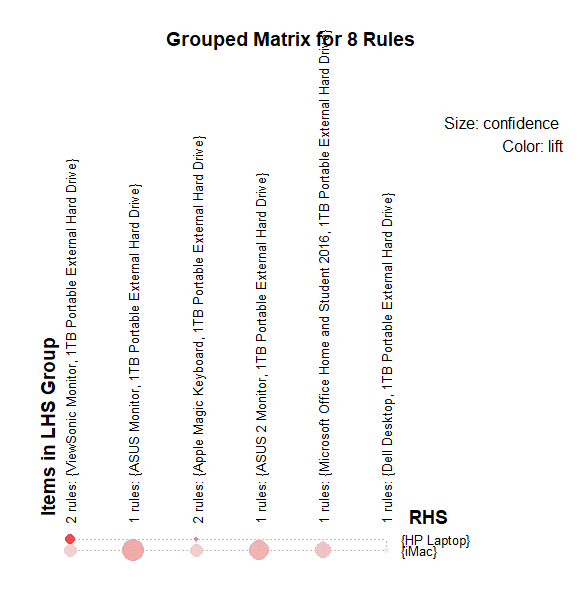 Grouped Matrix for 8 Rules
Size: confidence
Color: lift
Items in LHS Group
2 rules: {ViewSonic Monitor, 1TB Portable External Hard Drive}
1 rules: {ASUS Monitor, 1TB Portable External Hard Drive}
2 rules: {Apple Magic Keyboard, 1TB Portable External Hard Drive}
1 rules: {ASUS 2 Monitor, 1TB Portable External Hard Drive}
1 rules: {Microsoft Office Home and Student 2016, 1TB Portable External Hard Drive}
1 rules: {Dell Desktop, 1TB Portable External Hard Drive}
RHS
{HP Laptop}
{iMac}